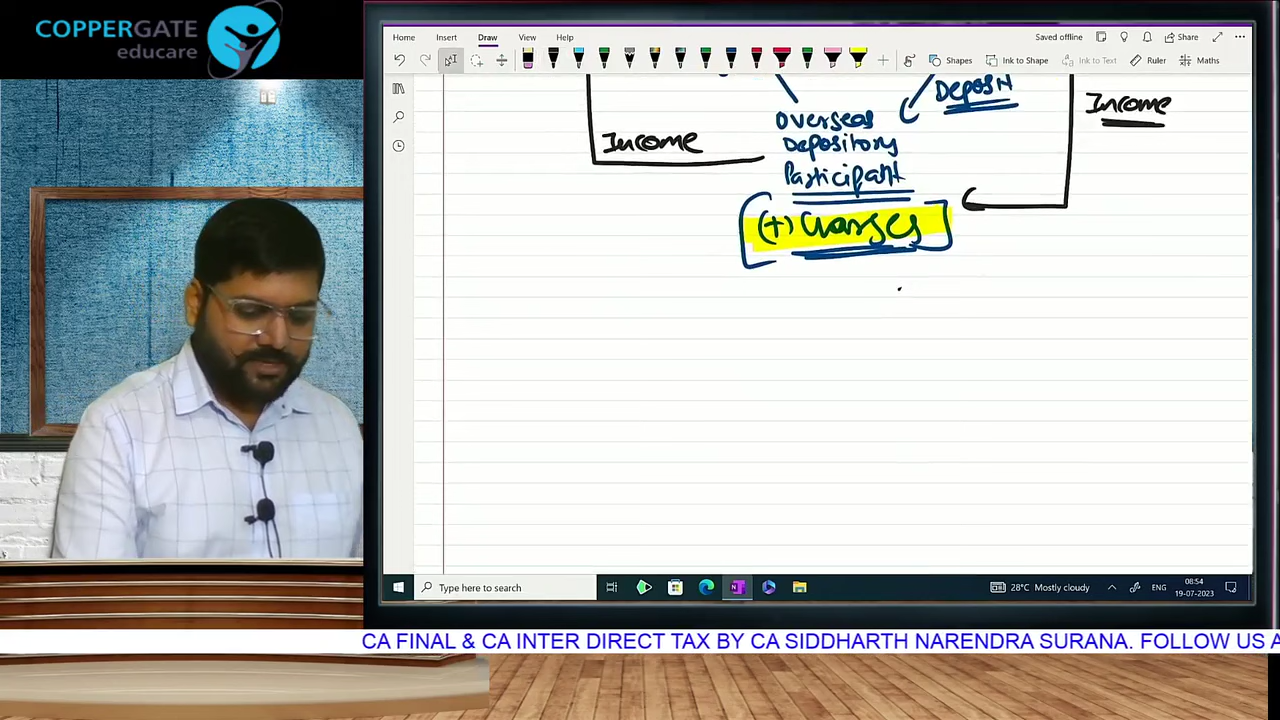 COPPERGATE
educare
Home Insert Draw View Help
Saved offline
Share
Shapes
Ink to Shape
Ink to Text
Ruler
Maths
Deposit
Income
Overseas
Depository
Participant
Income
(+) Charges
Type here to search
28°C Mostly cloudy
ENG
08:54
19-07-2023
CA FINAL & CA INTER DIRECT TAX BY CA SIDDHARTH NARENDRA SURANA. FOLLOW US A